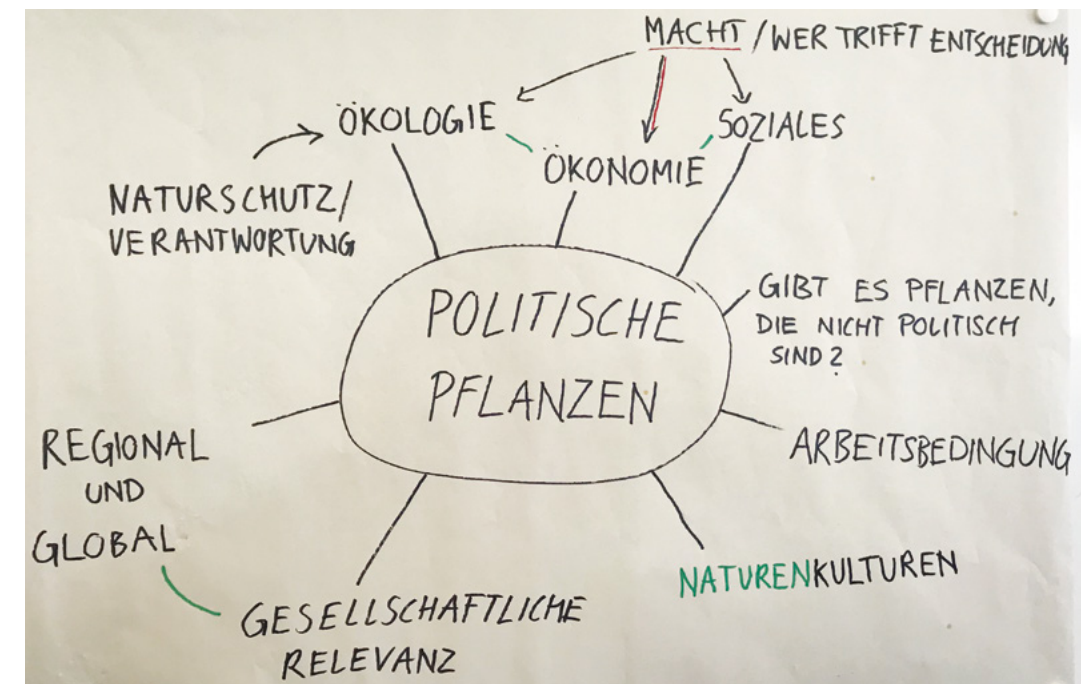 MACHT / WER TRIFFT ENTSCHEIDUNG
ÖKOLOGIE
SOZIALES
ÖKONOMIE
NATURSCHUTZ/
VERANTWORTUNG
POLITISCHE
PFLANZEN
GIBT ES PFLANZEN,
DIE NICHT POLITISCH
SIND?
ARBEITSBEDINGUNG
REGIONAL
UND
GLOBAL
NATURENKULTUREN
GESELLSCHAFTLICHE
RELEVANZ